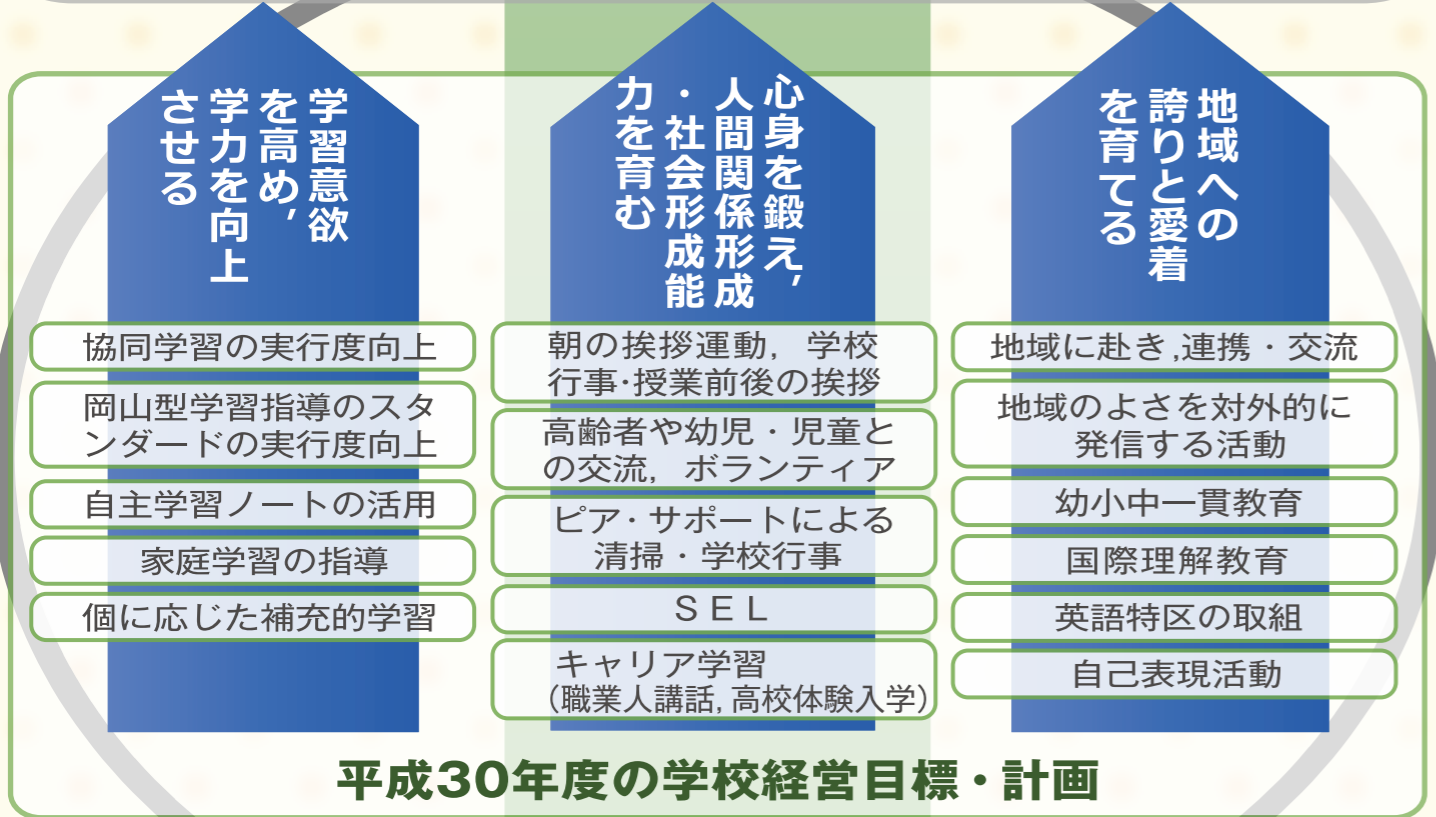 学習意欲
を高め，
学力を向上
させる
協同学習の実行度向上
岡山型学習指導のスタ
ンダードの実行度向上
自主学習ノートの活用
家庭学習の指導
個に応じた補充的学習
心身を鍛え，
人間関係形成
・社会形成能
力を育む
朝の挨拶運動，学校
行事・授業前後の挨拶
高齢者や幼児・児童と
の交流，ボランティア
ピア・サポートによる
清掃・学校行事
ＳＥＬ
キャリア学習
（職業人講話，高校体験入学）
地域への
誇りと愛着
を育てる
地域に赴き，連携・交流
地域のよさを対外的に
発信する活動
幼小中一貫教育
国際理解教育
英語特区の取組
自己表現活動
平成30年度の学校経営目標・計画